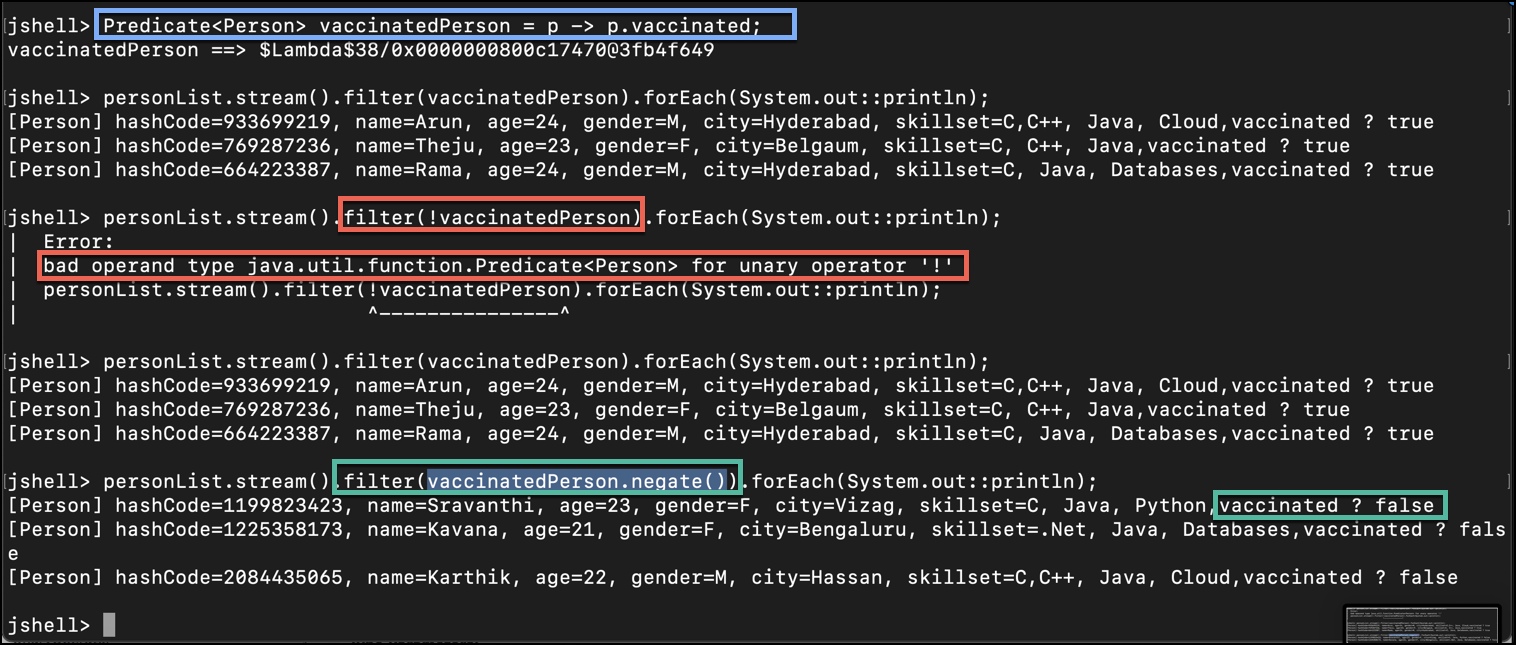 jshell> Predicate<Person> vaccinatedPerson = p -> p.vaccinated;
vaccinatedPerson ==> $Lambda$38/0x0000000800c17470@3fb4f649
jshell> personList.stream().filter(vaccinatedPerson).forEach(System.out::println);
[Person] hashCode=933699219, name=Arun, age=24, gender=M, city=Hyderabad, skillset=C,C++, Java, Cloud,vaccinated ? true
[Person] hashCode=769287236, name=Theju, age=23, gender=F, city=Belgaum, skillset=C, C++, Java,vaccinated ? true
[Person] hashCode=664223387, name=Rama, age=24, gender=M, city=Hyderabad, skillset=C, Java, Databases,vaccinated ? true
jshell> personList.stream().filter(!vaccinatedPerson).forEach(System.out::println);
|  Error:
|  bad operand type java.util.function.Predicate<Person> for unary operator '!'
|  personList.stream().filter(!vaccinatedPerson).forEach(System.out::println);
|                             ^---------------^
jshell> personList.stream().filter(vaccinatedPerson).forEach(System.out::println);
[Person] hashCode=933699219, name=Arun, age=24, gender=M, city=Hyderabad, skillset=C,C++, Java, Cloud,vaccinated ? true
[Person] hashCode=769287236, name=Theju, age=23, gender=F, city=Belgaum, skillset=C, C++, Java,vaccinated ? true
[Person] hashCode=664223387, name=Rama, age=24, gender=M, city=Hyderabad, skillset=C, Java, Databases,vaccinated ? true
jshell> personList.stream().filter(vaccinatedPerson.negate()).forEach(System.out::println);
[Person] hashCode=1199823423, name=Sravanthi, age=23, gender=F, city=Vizag, skillset=C, Java, Python,vaccinated ? false
[Person] hashCode=1225358173, name=Kavana, age=21, gender=F, city=Bengaluru, skillset=.Net, Java, Databases,vaccinated ? fals
e
[Person] hashCode=2084435065, name=Karthik, age=22, gender=M, city=Hassan, skillset=C,C++, Java, Cloud,vaccinated ? false
jshell>